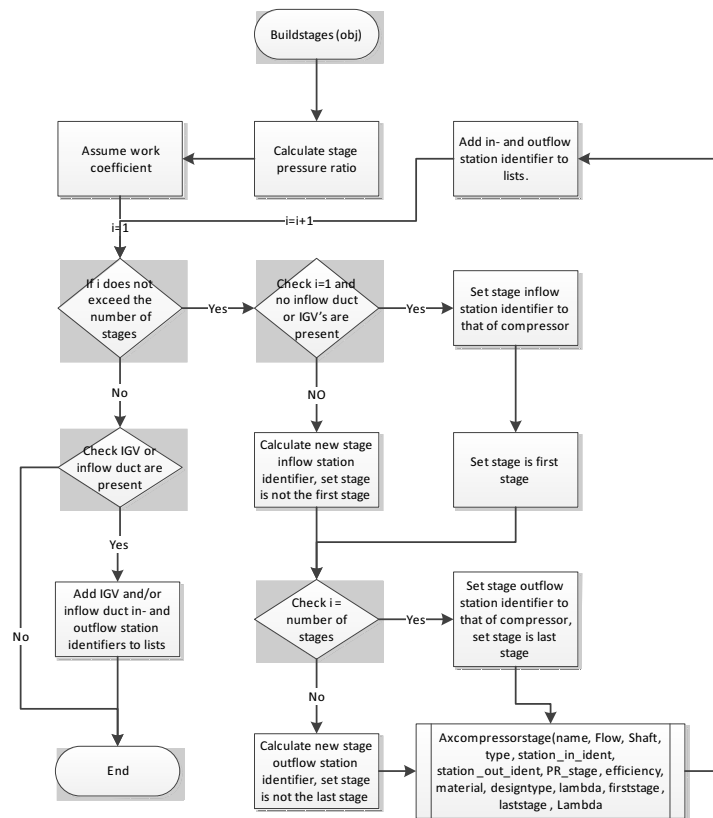 Buildstages (obj)
Assume work
coefficient
Calculate stage
pressure ratio
Add in- and outflow
station identifier to
lists.
i=1
i=i+1
If i does not
exceed the
number of
stages
Yes
Check i=1 and
no inflow duct
or IGV's are
present
Yes
Set stage inflow
station identifier to
that of compressor
No
NO
Check IGV or
inflow duct are
present
Calculate new stage
inflow station
identifier, set stage
is not the first stage
Set stage is first
stage
Yes
Add IGV and/or
inflow duct in- and
outflow station
identifiers to lists
No
Check i =
number of
stages
Yes
Set stage outflow
station identifier to
that of compressor,
set stage is last
stage
No
End
Calculate new stage
outflow station
identifier, set stage
is not the last stage
Axcompressorstage(name, Flow, Shaft,
type, station_in_ident,
station_out_ident, PR_stage, efficiency,
material, designtype, lambda, firststage,
laststage, Lambda